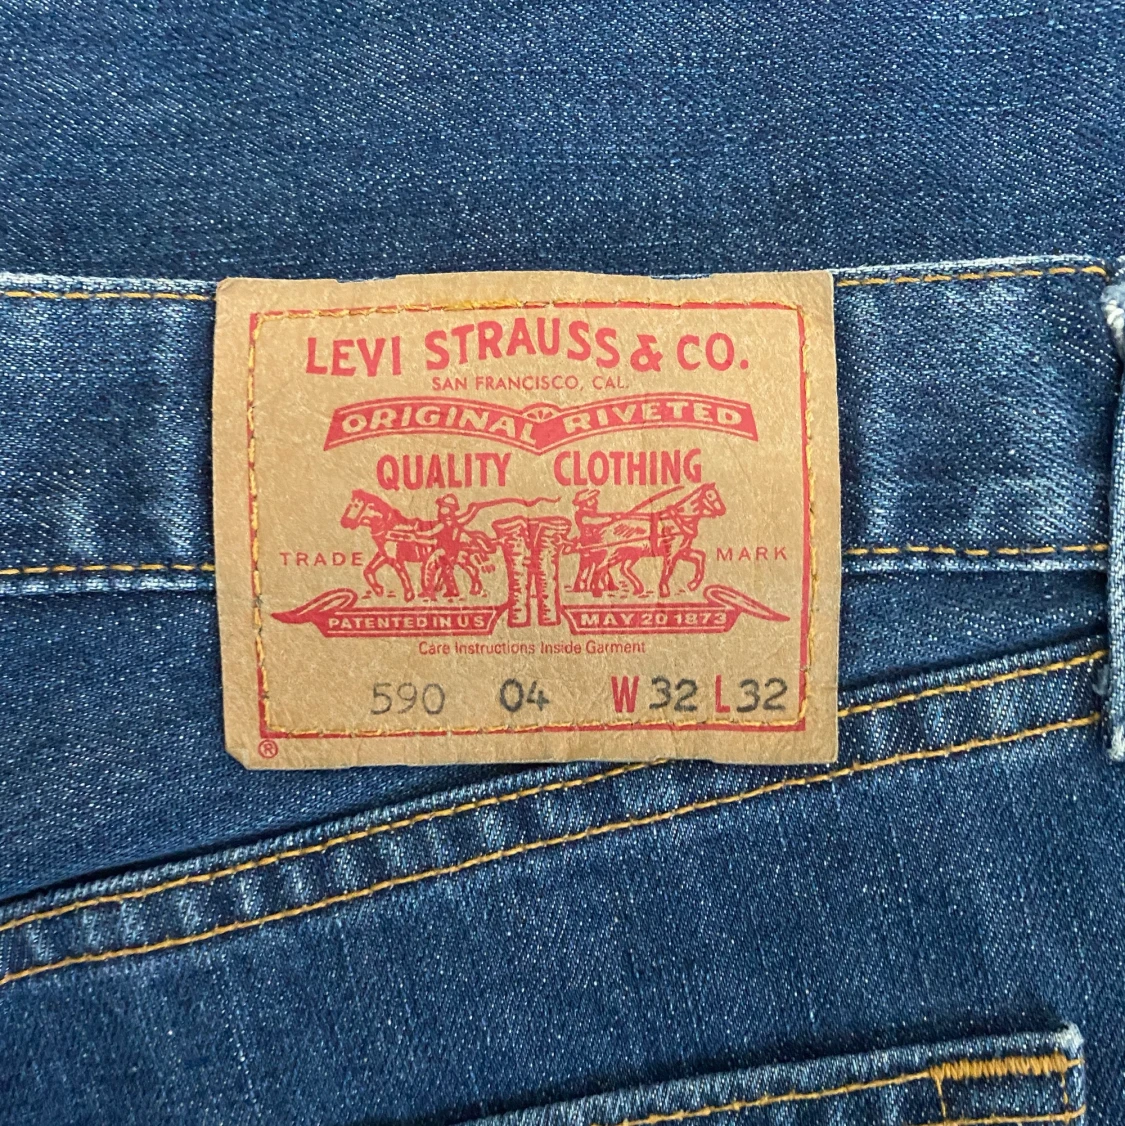 LEVI STRAUSS & CO.
SAN FRANCISCO, CAL.
ORIGINAL RIVETED
QUALITY CLOTHING
TRADE MARK
PATENTED IN U S MAY 20 1873
Care Instructions Inside Garment
590 04 W 32 L 32
®